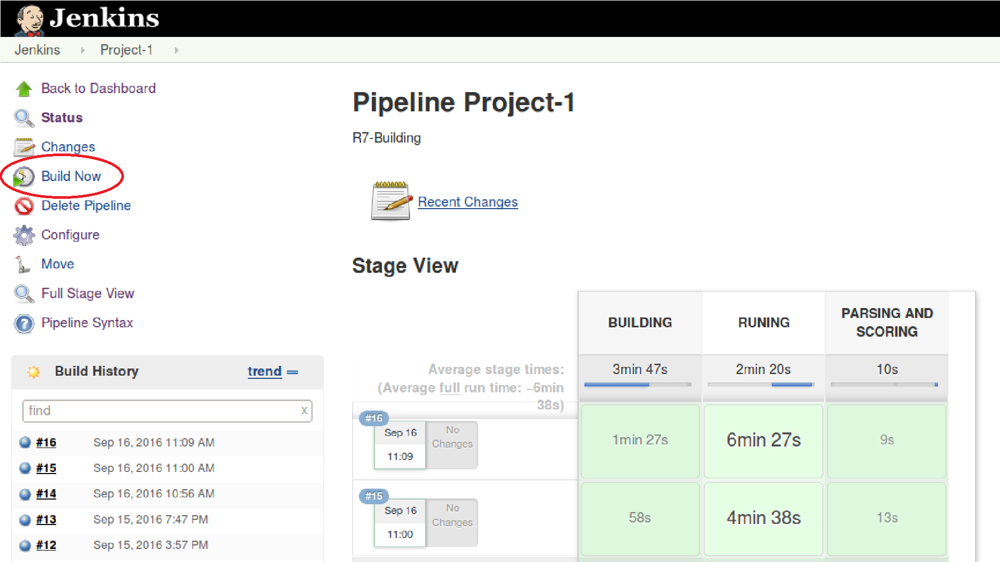 Jenkins
Jenkins Project-1
Back to Dashboard
Status
Changes
Build Now
Delete Pipeline
Configure
Move
Full Stage View
Pipeline Syntax
Build History trend
find x
#16 Sep 16, 2016 11:09 AM
#15 Sep 16, 2016 11:00 AM
#14 Sep 16, 2016 10:56 AM
#13 Sep 15, 2016 7:47 PM
#12 Sep 15, 2016 3:57 PM
Pipeline Project-1
R7-Building
Recent Changes
Stage View
BUILDING RUNING PARSING AND
SCORING
Average stage times:
(Average full run time: ~6min
38s)
3min 47s 2min 20s 10s
#16
Sep 16
11:09
No
Changes
1min 27s 6min 27s 9s
#15
Sep 16
11:00
No
Changes
58s 4min 38s 13s